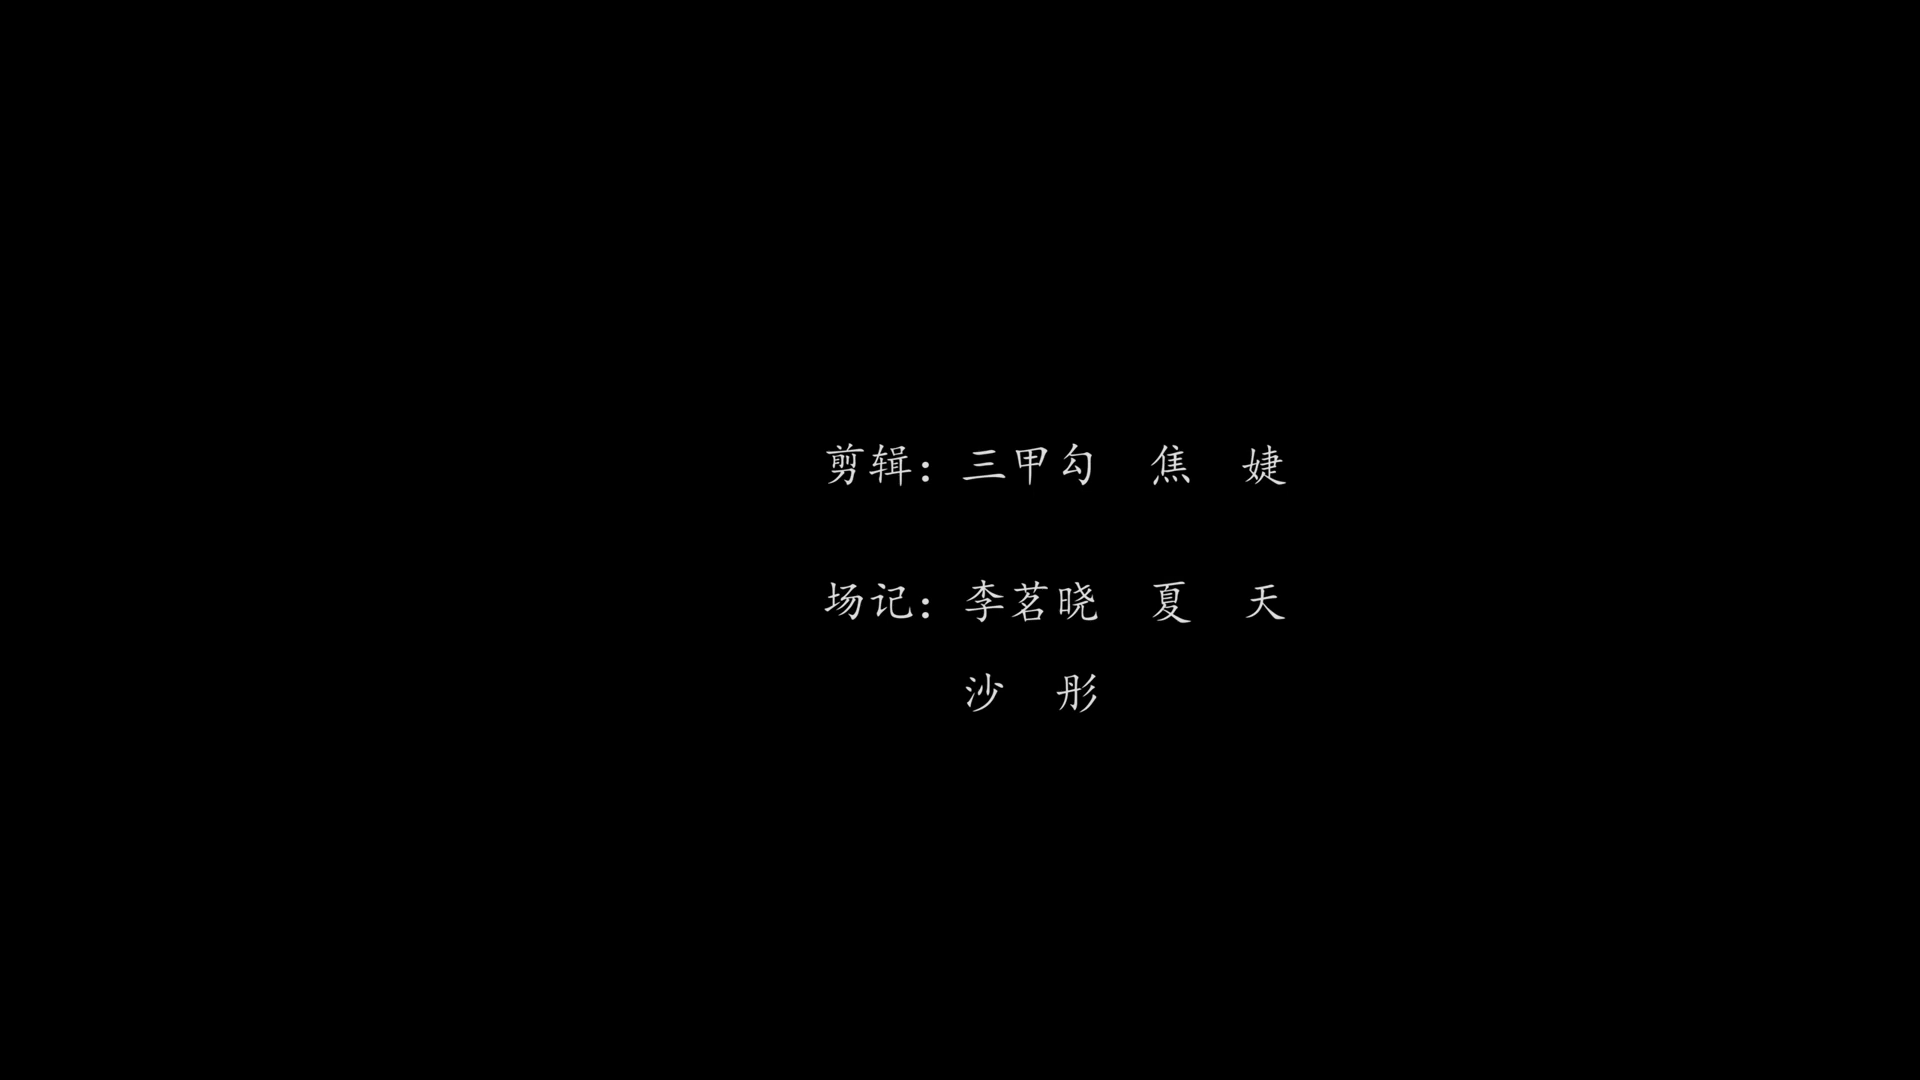 剪辑：三甲勾　焦　婕
场记：李茗晓　夏　天
沙　彤